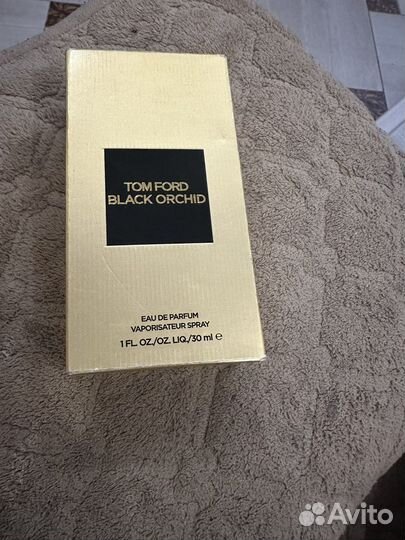 TOM FORD
BLACK ORCHID
EAU DE PARFUM
VAPORISATEUR SPRAY
1 FL. OZ./OZ. LIQ./30 ml ℮
Avito